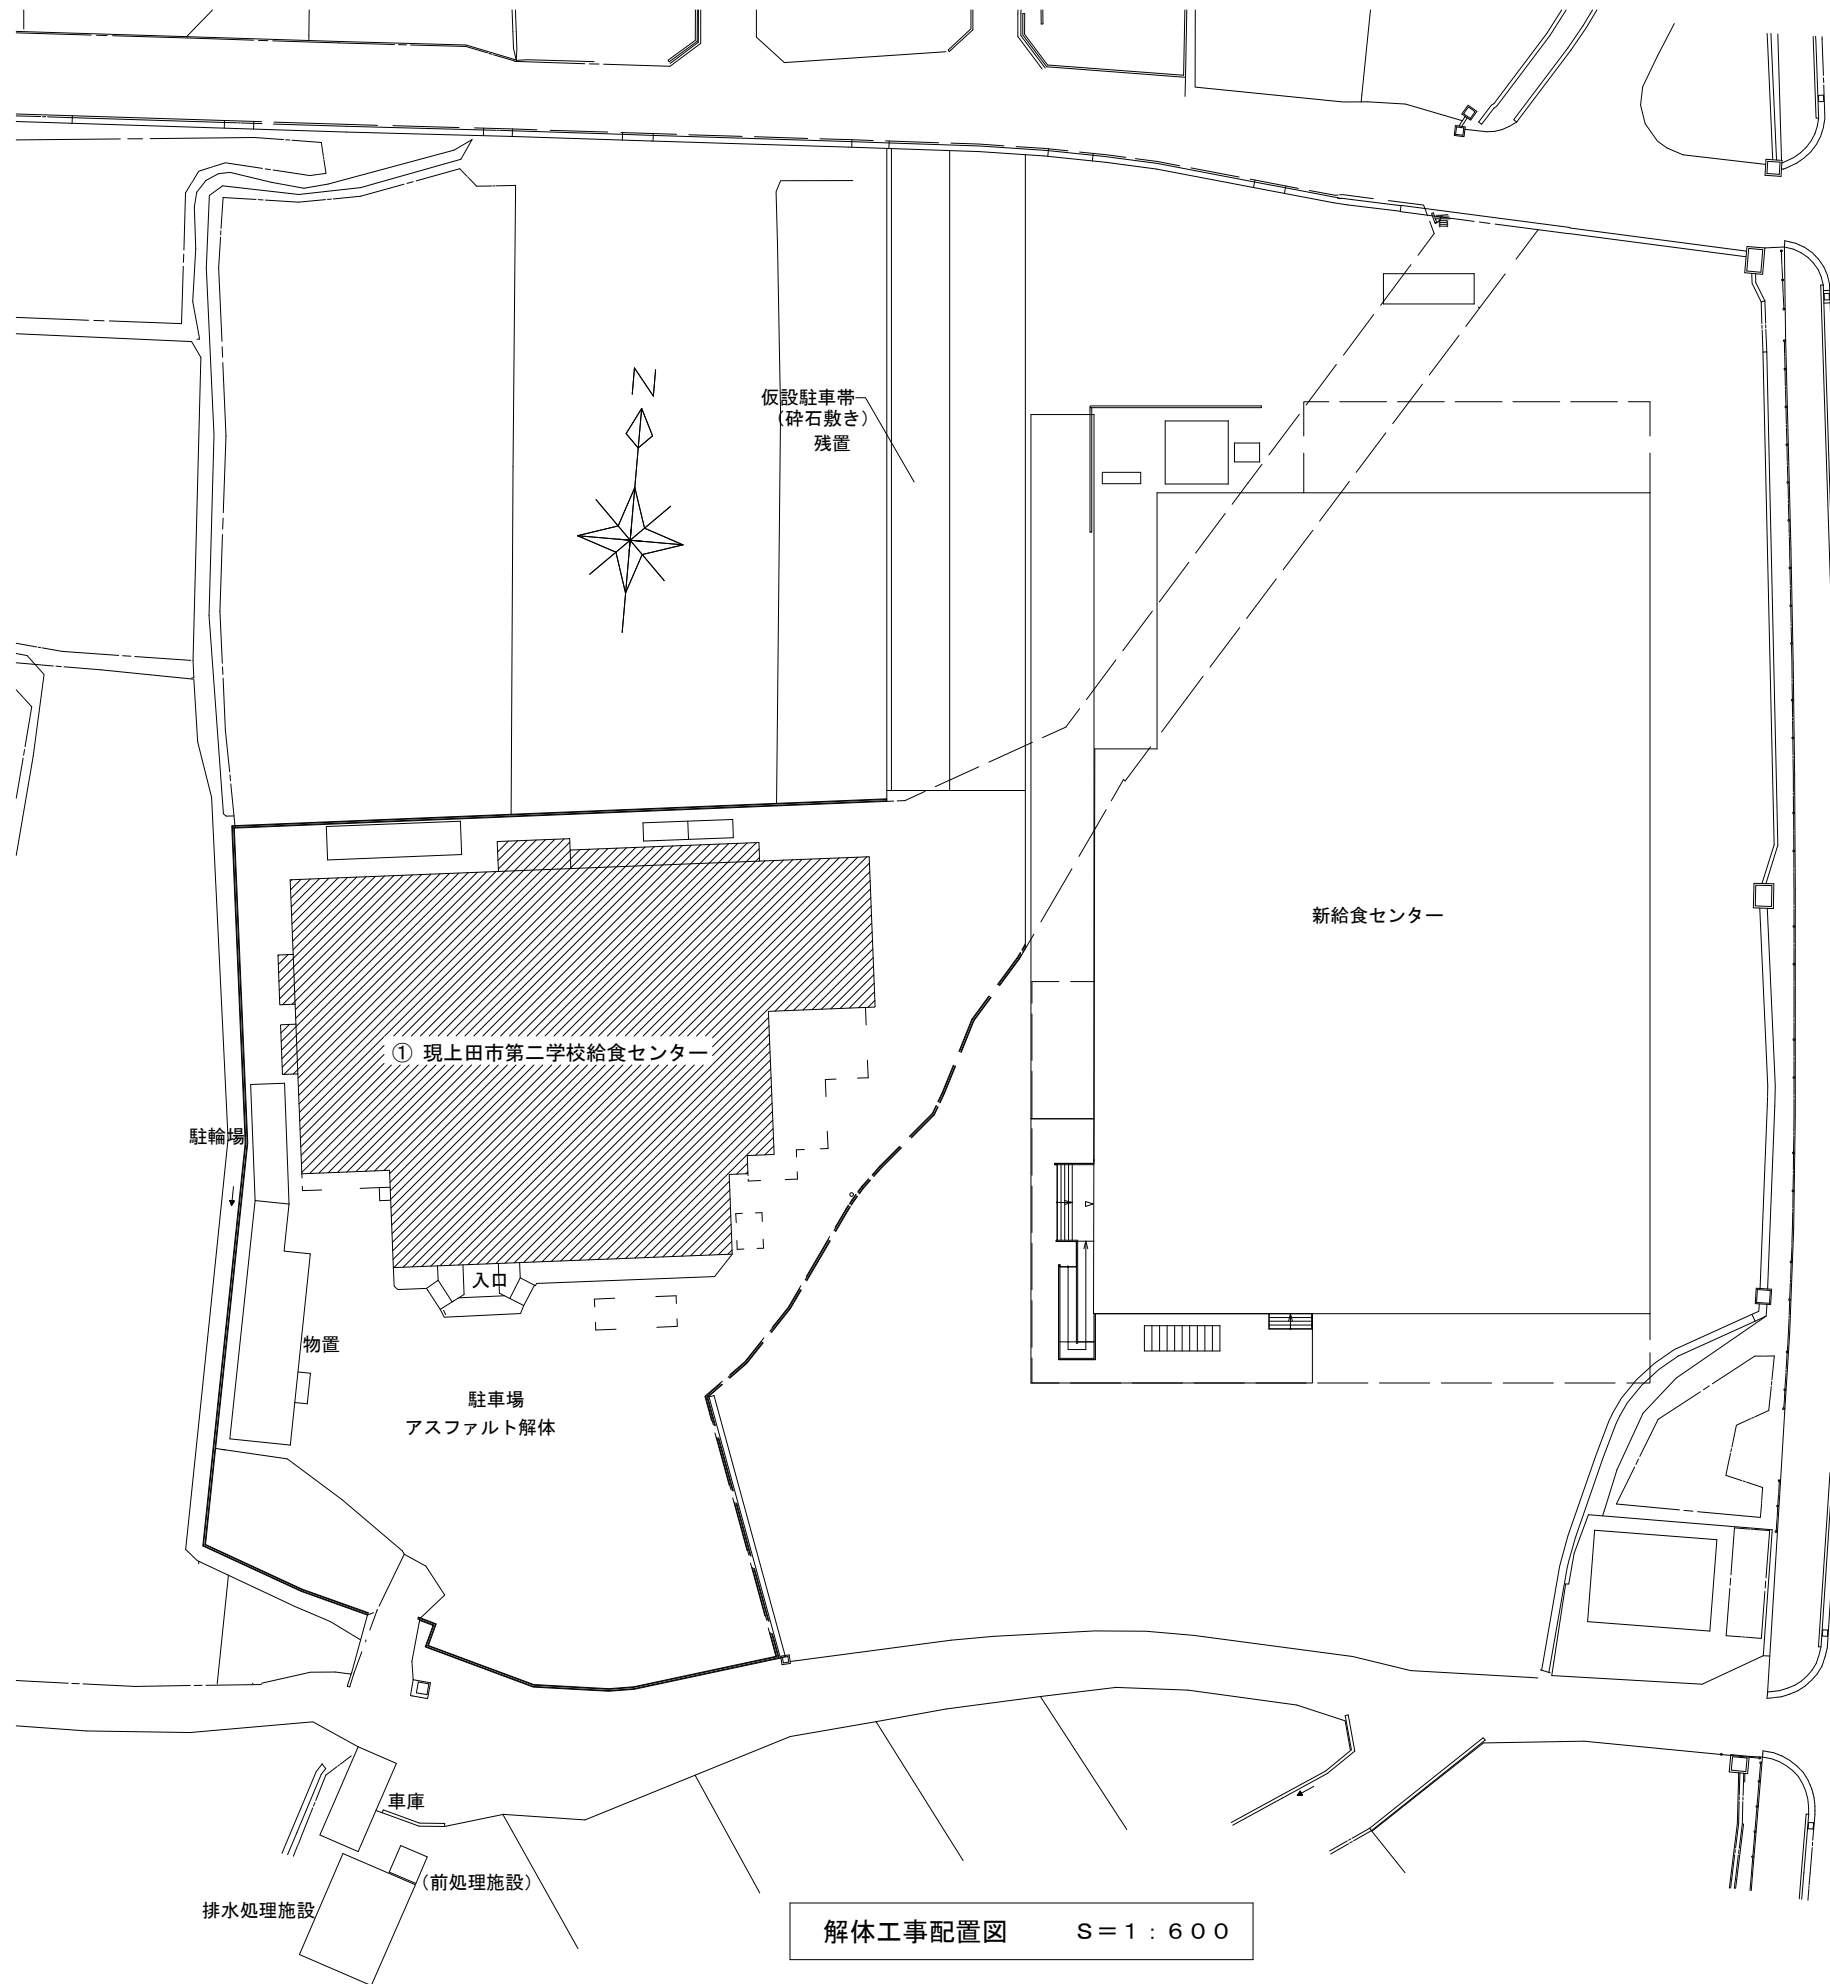 N
仮設駐車帯
（砕石敷き）
残置
新給食センター
① 現上田市第二学校給食センター
駐輪場
入口
物置
駐車場
アスファルト解体
車庫
（前処理施設）
排水処理施設
解体工事配置図　Ｓ＝１：６００